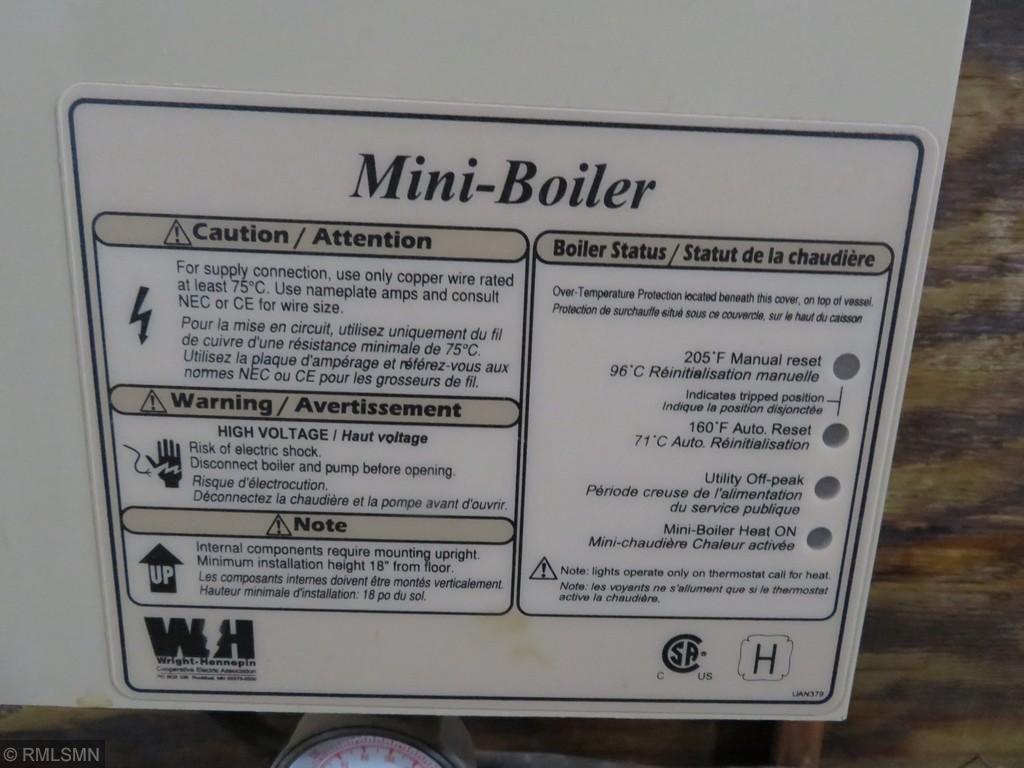 Mini-Boiler
Caution / Attention
For supply connection, use only copper wire rated
at least 75°C. Use nameplate amps and consult
NEC or CE for wire size.
Pour la mise en circuit, utilisez uniquement du fil
de cuivre d'une résistance minimale de 75°C.
Utilisez la plaque d'ampérage et référez-vous aux
normes NEC ou CE pour les grosseurs de fil.
Warning / Avertissement
HIGH VOLTAGE / Haut voltage
Risk of electric shock.
Disconnect boiler and pump before opening.
Risque d'électrocution.
Déconnectez la chaudière et la pompe avant d'ouvrir.
Note
UP
Internal components require mounting upright.
Minimum installation height 18" from floor.
Les composants internes doivent être montés verticalement.
Hauteur minimale d'installation: 18 po du sol.
Boiler Status / Statut de la chaudière
Over-Temperature Protection located beneath this cover, on top of vessel.
Protection de surchauffe situé sous ce couvercle, sur le haut du caisson
205°F Manual reset
96°C Réinitialisation manuelle
Indicates tripped position
Indique la position disjonctée
160°F Auto. Reset
71°C Auto. Réinitialisation
Utility Off-peak
Période creuse de l'alimentation
du service publique
Mini-Boiler Heat ON
Mini-chaudière Chaleur activée
Note: lights operate only on thermostat call for heat.
Note: les voyants ne s'allument que si le thermostat
active la chaudière.
W&H
Wright-Hennepin
Cooperative Electric Association
CSA
C US
H
UAN379
© RMLSMN